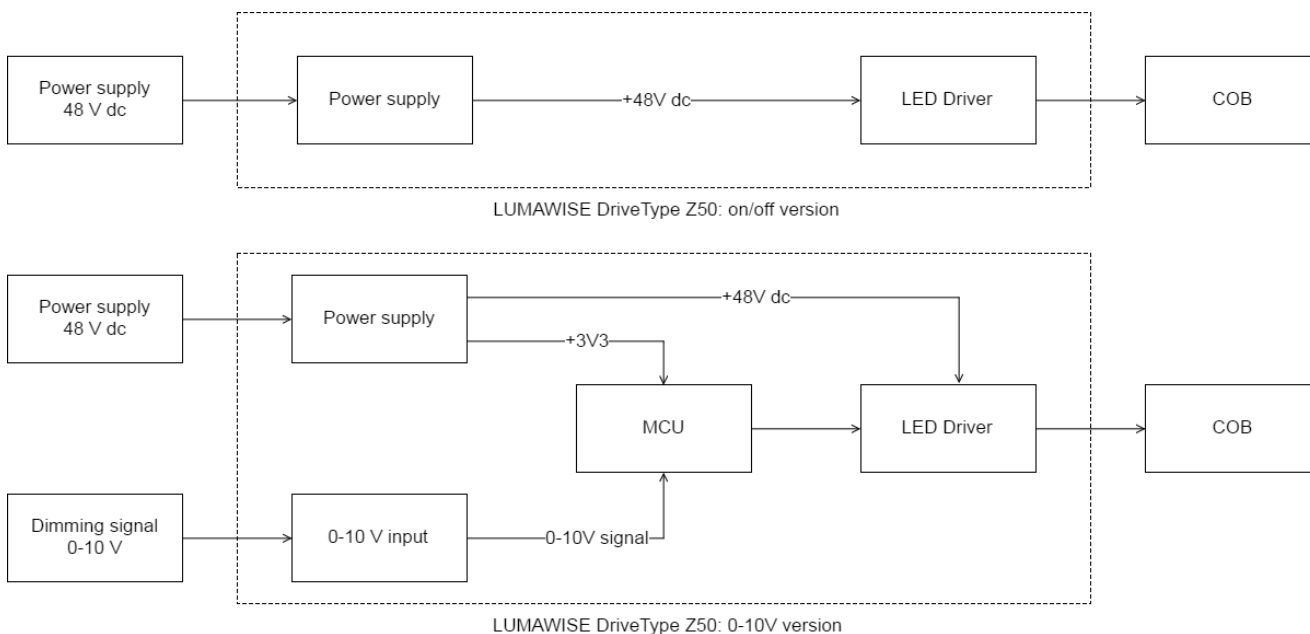 Power supply
48 V dc
Power supply
+48V dc
LED Driver
COB
LUMAWISE DriveType Z50: on/off version
Power supply
48 V dc
Power supply
+48V dc
+3V3
MCU
LED Driver
COB
Dimming signal
0-10 V
0-10 V input
0-10V signal
LUMAWISE DriveType Z50: 0-10V version